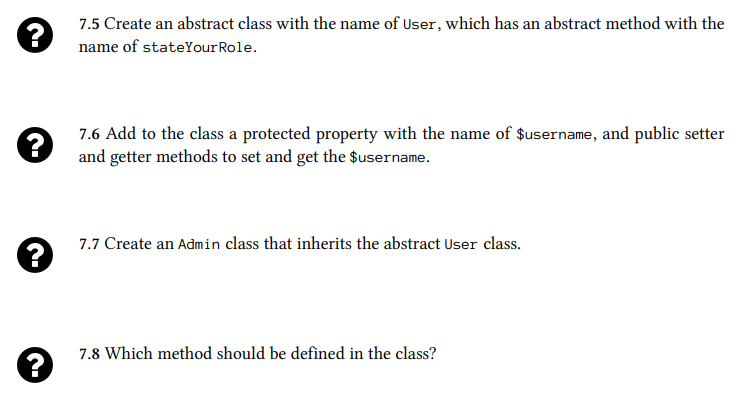 7.5 Create an abstract class with the name of User, which has an abstract method with the
name of stateYourRole.
7.6 Add to the class a protected property with the name of $username, and public setter
and getter methods to set and get the $username.
7.7 Create an Admin class that inherits the abstract User class.
7.8 Which method should be defined in the class?